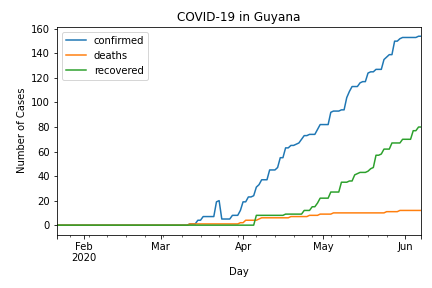 COVID-19 in Guyana
confirmed
deaths
recovered
Number of Cases
160
140
120
100
80
60
40
20
0
Feb Mar Apr May Jun
2020
Day